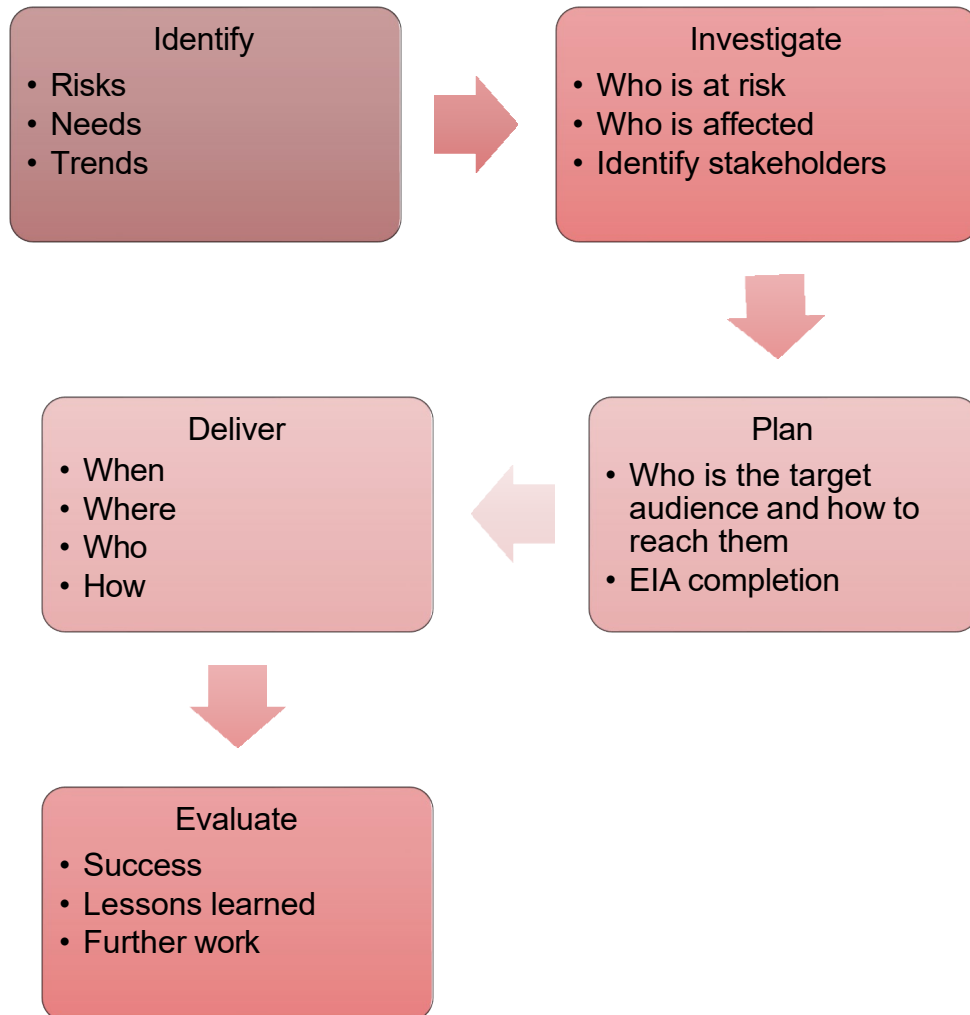 Identify
• Risks
• Needs
• Trends
Investigate
• Who is at risk
• Who is affected
• Identify stakeholders
Plan
• Who is the target
audience and how to
reach them
• EIA completion
Deliver
• When
• Where
• Who
• How
Evaluate
• Success
• Lessons learned
• Further work